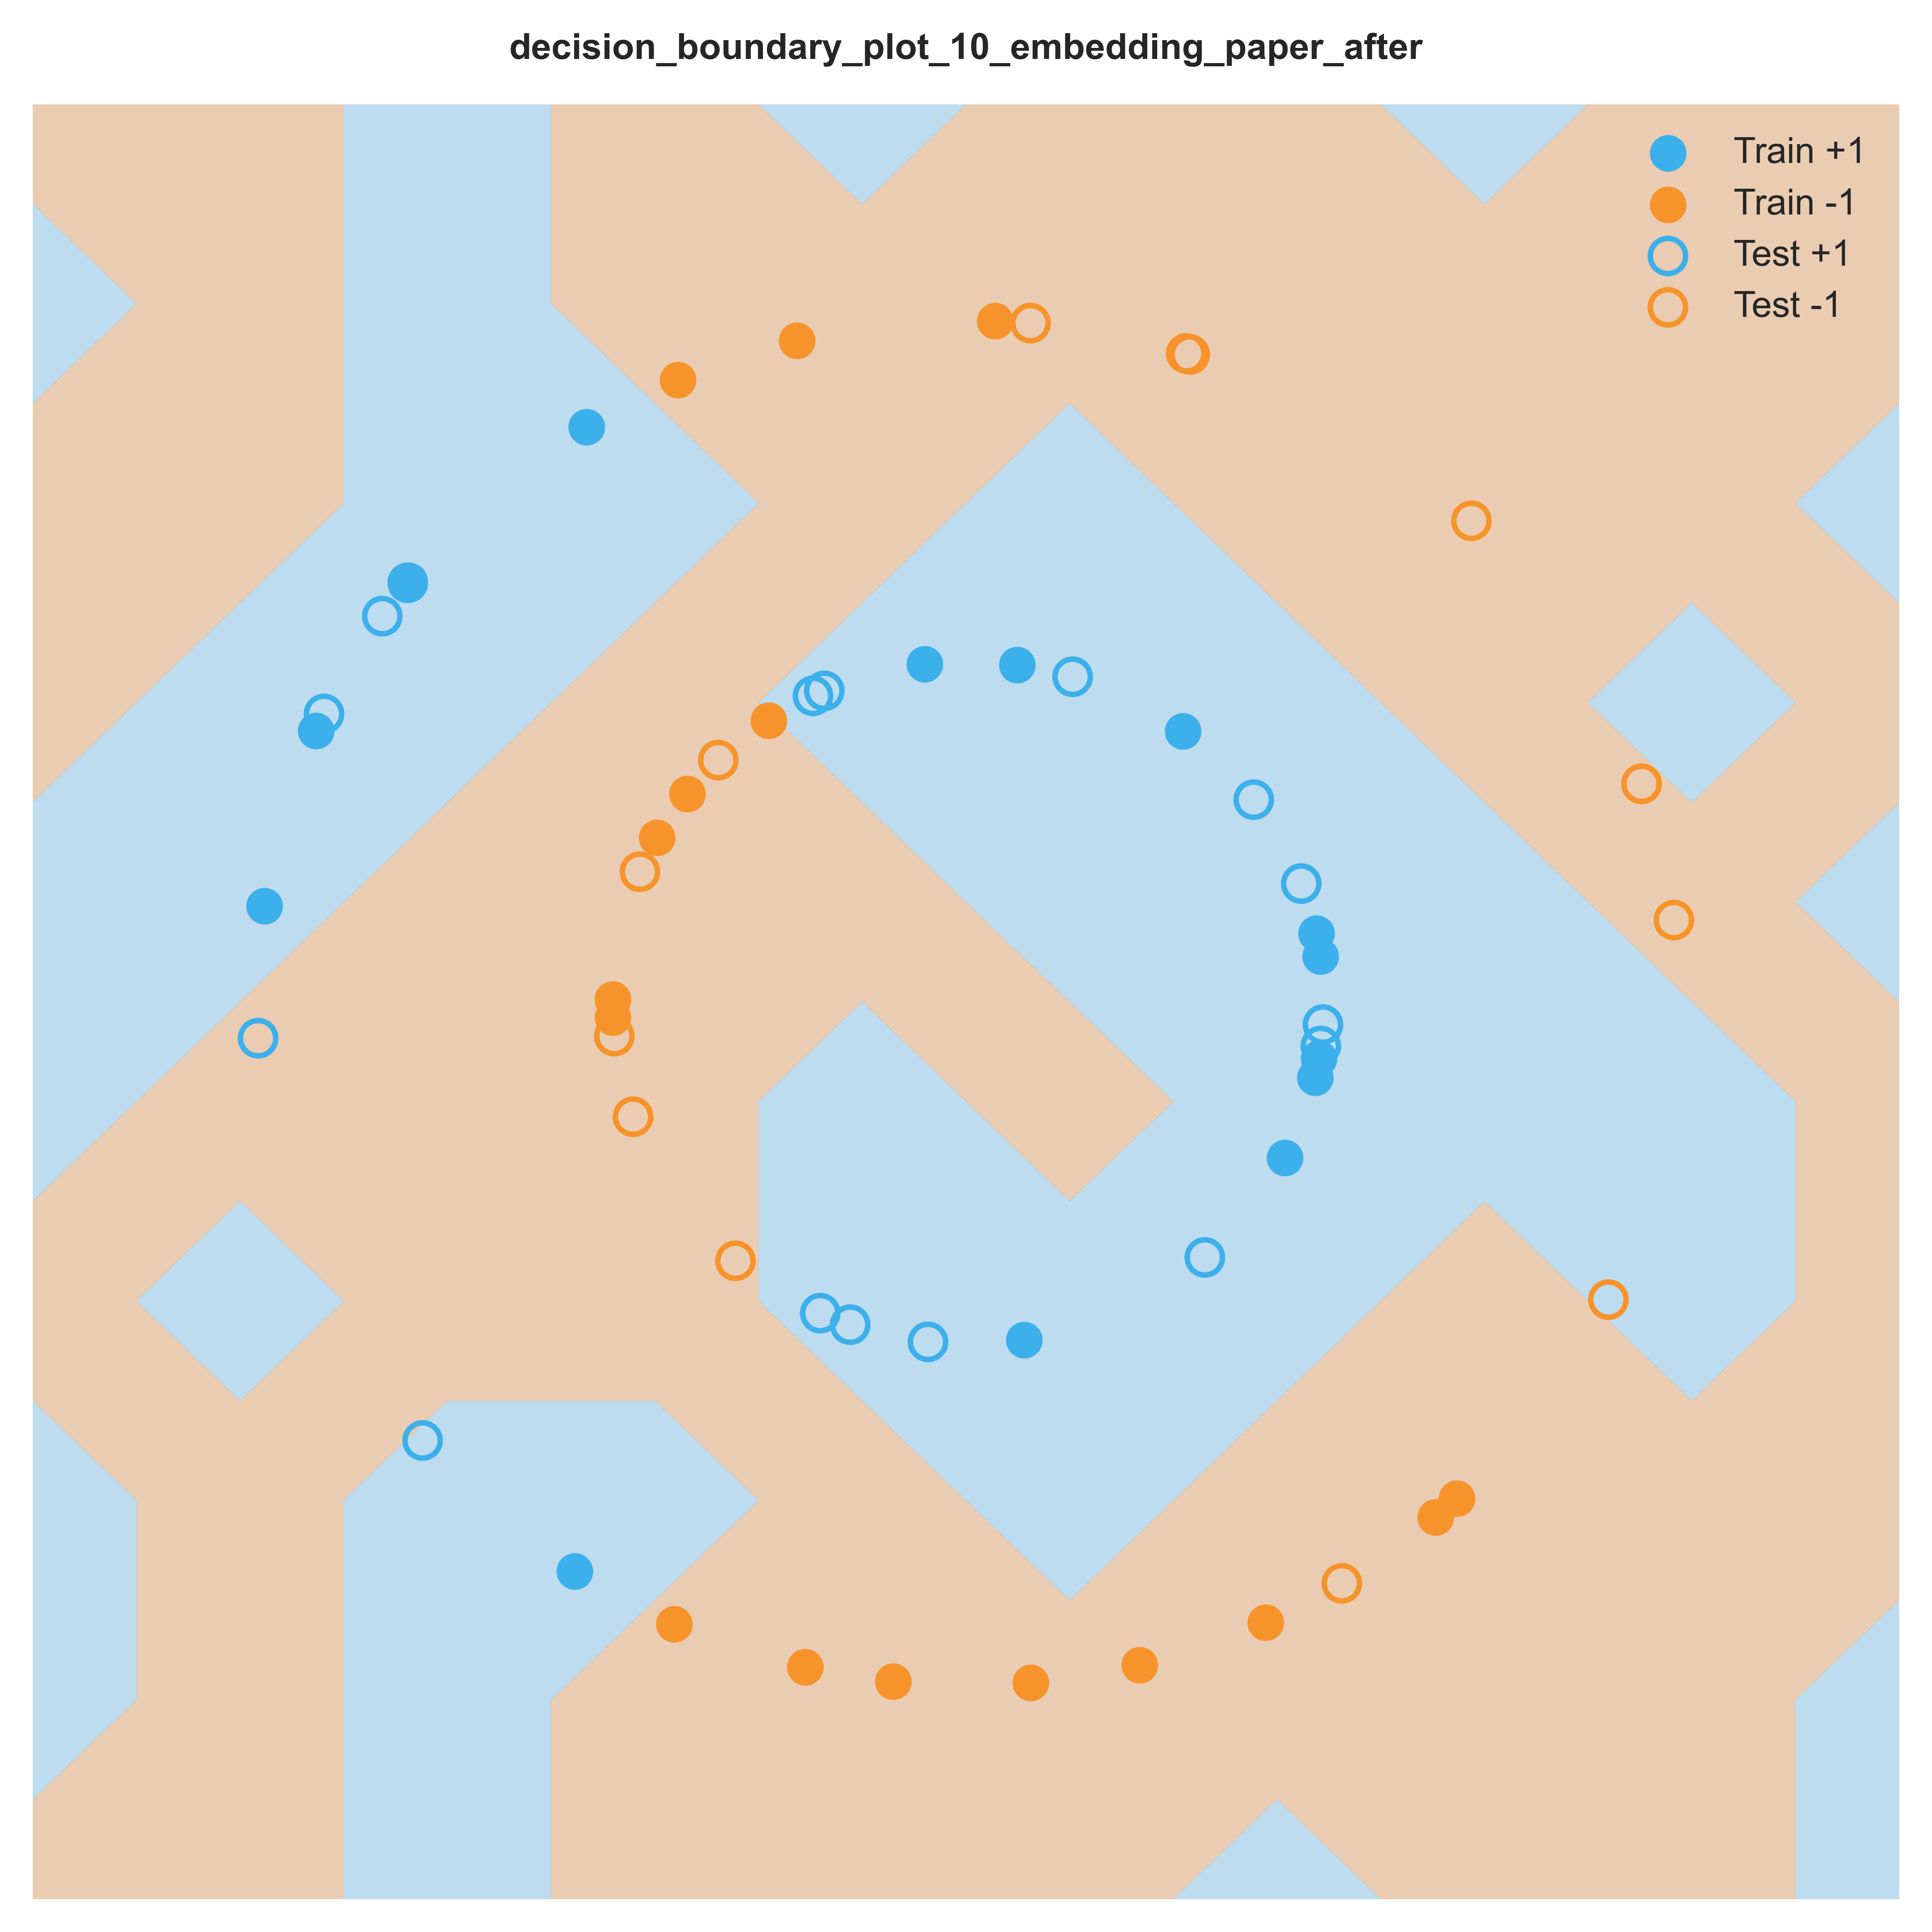 decision_boundary_plot_10_embedding_paper_after
Train +1
Train -1
Test +1
Test -1